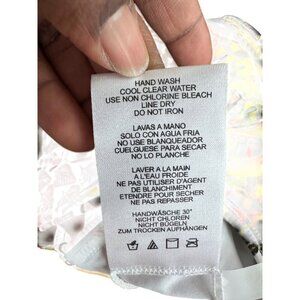 HAND WASH
COOL CLEAR WATER
USE NON CHLORINE BLEACH
LINE DRY
DO NOT IRON
LAVAS A MANO
SOLO CON AGUA FRIA
NO USE BLANQUEADOR
CUELGUESE PARA SECAR
NO LO PLANCHE
LAVER A LA MAIN
A L'EAU FROIDE
NE PAS UTILISER D'AGENT
DE BLANCHIMENT
ETENDRE POUR SECHER
NE PAS REPASSER
HANDWÄSCHE 30°
NICHT CHLOREN
NICHT BÜGELN
ZUM TROCKEN AUFHÄNGEN